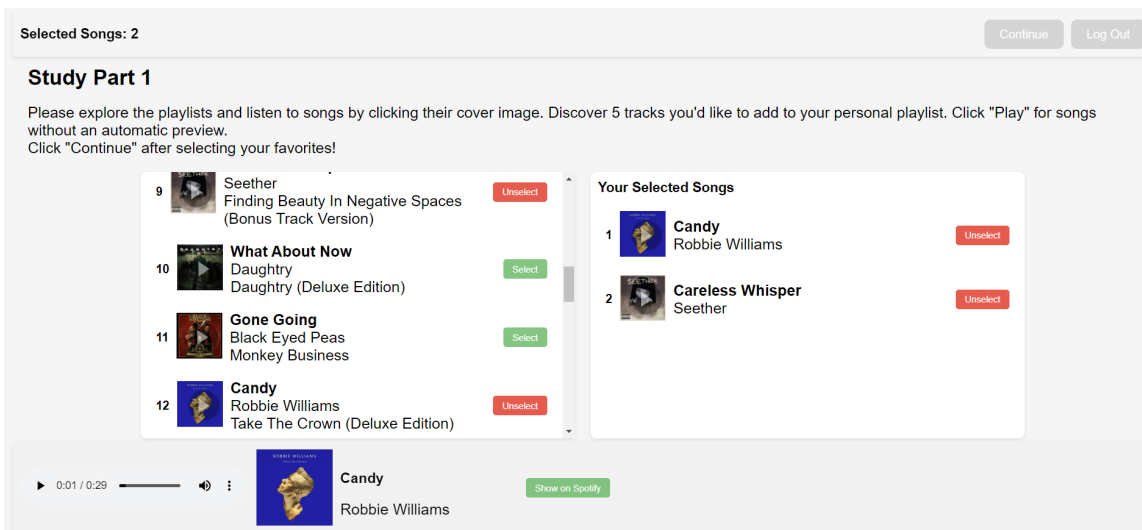 Selected Songs: 2
Continue
Log Out
Study Part 1
Please explore the playlists and listen to songs by clicking their cover image. Discover 5 tracks you'd like to add to your personal playlist. Click "Play" for songs
without an automatic preview.
Click "Continue" after selecting your favorites!
9
SEETHER
Seether
Finding Beauty In Negative Spaces
(Bonus Track Version)
Unselect
10
What About Now
Daughtry
Daughtry (Deluxe Edition)
Select
11
Gone Going
Black Eyed Peas
Monkey Business
Select
12
Candy
Robbie Williams
Take The Crown (Deluxe Edition)
Unselect
Your Selected Songs
1
Candy
Robbie Williams
Unselect
2
SEETHER
Careless Whisper
Seether
Unselect
0:01 / 0:29
ROBBIE WILLIAMS
Candy
Robbie Williams
Show on Spotify